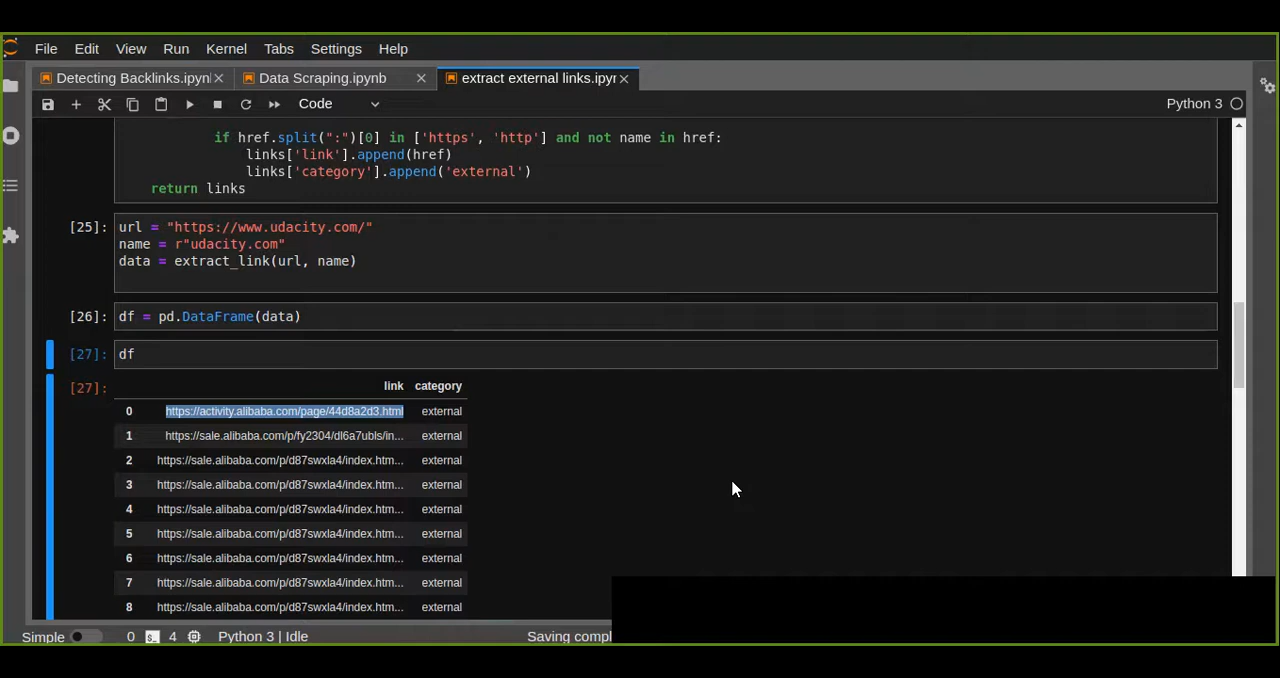 File Edit View Run Kernel Tabs Settings Help
Detecting Backlinks.ipynl Data Scraping.ipynb extract external links.ipyr
Code Python 3
if href.split(":")[0] in ['https', 'http'] and not name in href:
links['link'].append(href)
links['category'].append('external')
return links
[25]: url = "https://www.udacity.com/"
name = r"udacity.com"
data = extract_link(url, name)
[26]: df = pd.DataFrame(data)
[27]: df
[27]: link category
0 https://activity.alibaba.com/page/44d8a2d3.html external
1 https://sale.alibaba.com/p/fy2304/dl6a7ubls/in... external
2 https://sale.alibaba.com/p/d87swxla4/index.htm... external
3 https://sale.alibaba.com/p/d87swxla4/index.htm... external
4 https://sale.alibaba.com/p/d87swxla4/index.htm... external
5 https://sale.alibaba.com/p/d87swxla4/index.htm... external
6 https://sale.alibaba.com/p/d87swxla4/index.htm... external
7 https://sale.alibaba.com/p/d87swxla4/index.htm... external
8 https://sale.alibaba.com/p/d87swxla4/index.htm... external
Simple 0 $_ 4 Python 3 | Idle Saving compl